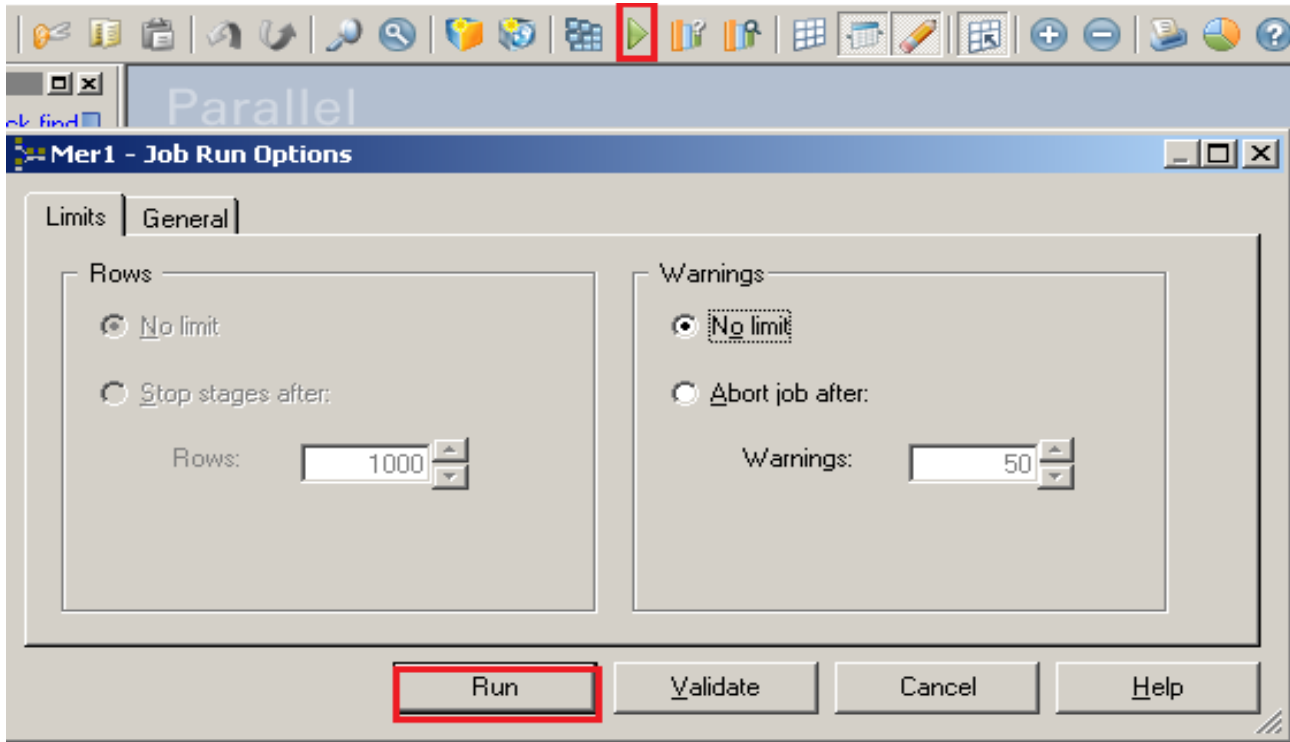 Parallel
Mer1 - Job Run Options
Limits General
Rows Warnings
No limit No limit
Stop stages after: Abort job after:
Rows: 1000 Warnings: 50
Run Validate Cancel Help